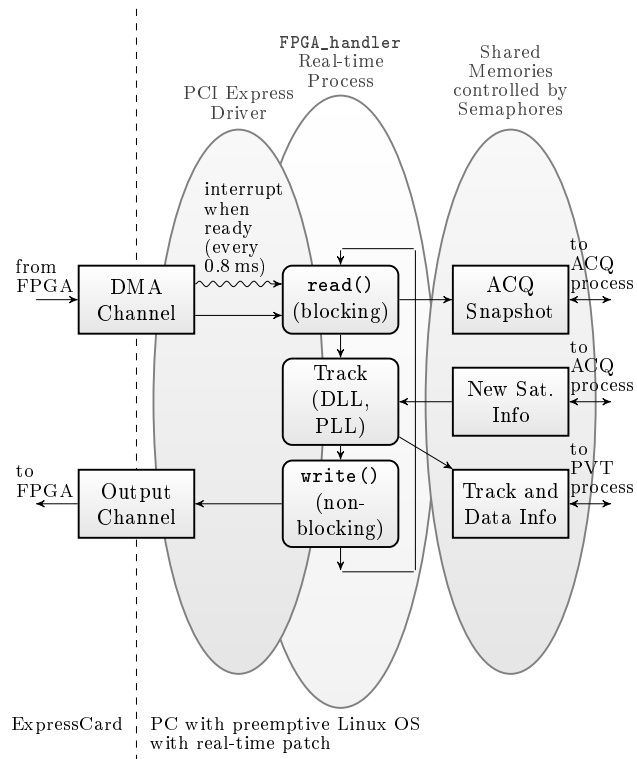 FPGA_handler
Real-time
Process
Shared
Memories
controlled by
Semaphores
PCI Express
Driver
interrupt
when
ready
(every
0.8 ms)
from
FPGA
DMA
Channel
read()
(blocking)
ACQ
Snapshot
to
ACQ
process
Track
(DLL,
PLL)
New Sat.
Info
to
ACQ
process
to
FPGA
Output
Channel
write()
(non-
blocking)
Track and
Data Info
to
PVT
process
ExpressCard
PC with preemptive Linux OS
with real-time patch